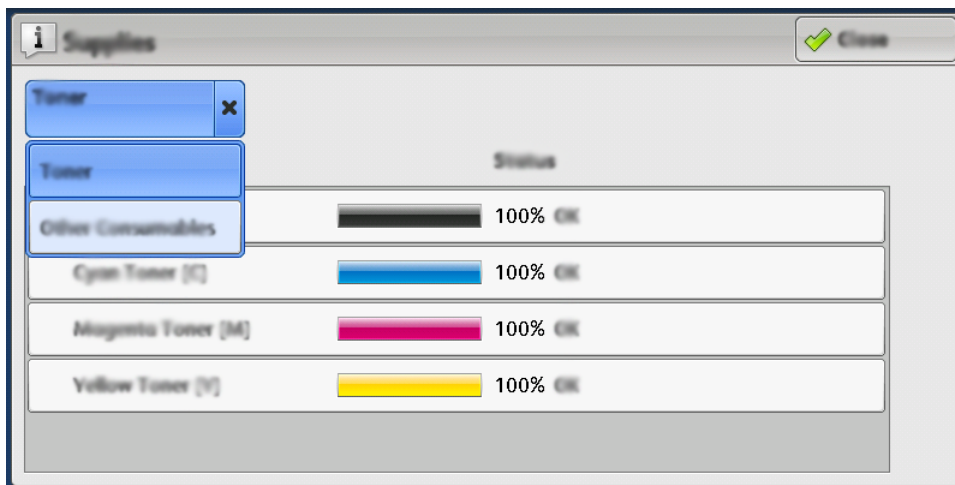 i Supplies
Close
Toner
Toner
Status
Other Consumables
100% OK
Cyan Toner [C] 100% OK
Magenta Toner [M] 100% OK
Yellow Toner [Y] 100% OK